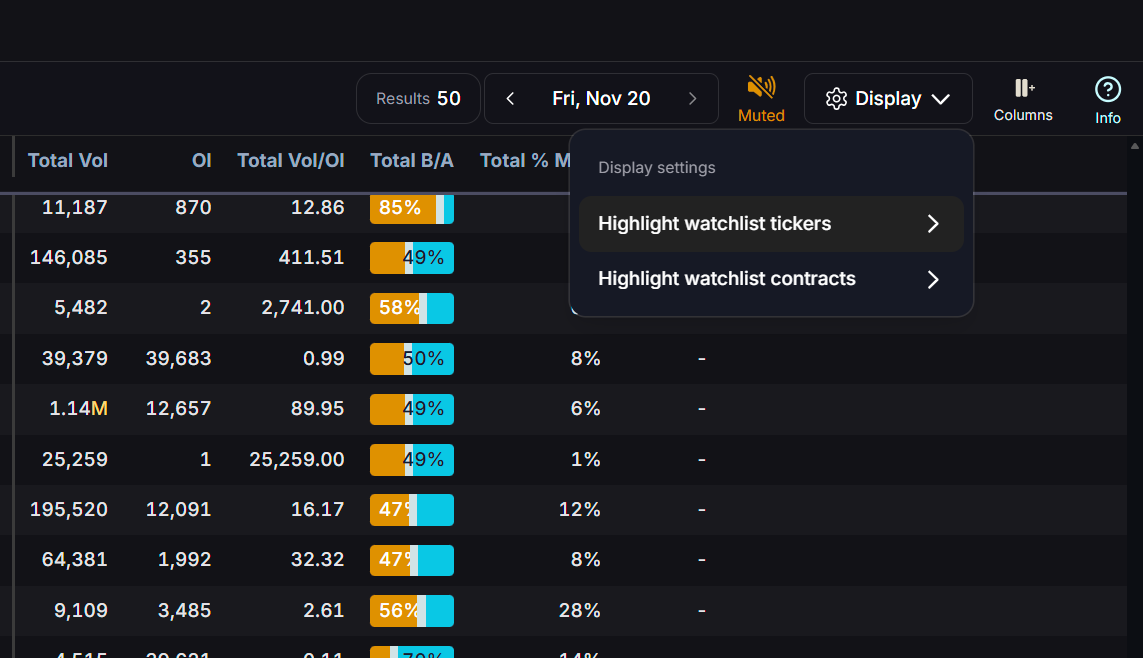 Results 50
Fri, Nov 20
Muted
Display
Columns
Info
Total Vol OI Total Vol/OI Total B/A Total % M
Display settings
Highlight watchlist tickers
Highlight watchlist contracts
11,187 870 12.86 85%
146,085 355 411.51 49%
5,482 2 2,741.00 58%
39,379 39,683 0.99 50% 8% -
1.14M 12,657 89.95 49% 6% -
25,259 1 25,259.00 49% 1% -
195,520 12,091 16.17 47% 12% -
64,381 1,992 32.32 47% 8% -
9,109 3,485 2.61 56% 28% -